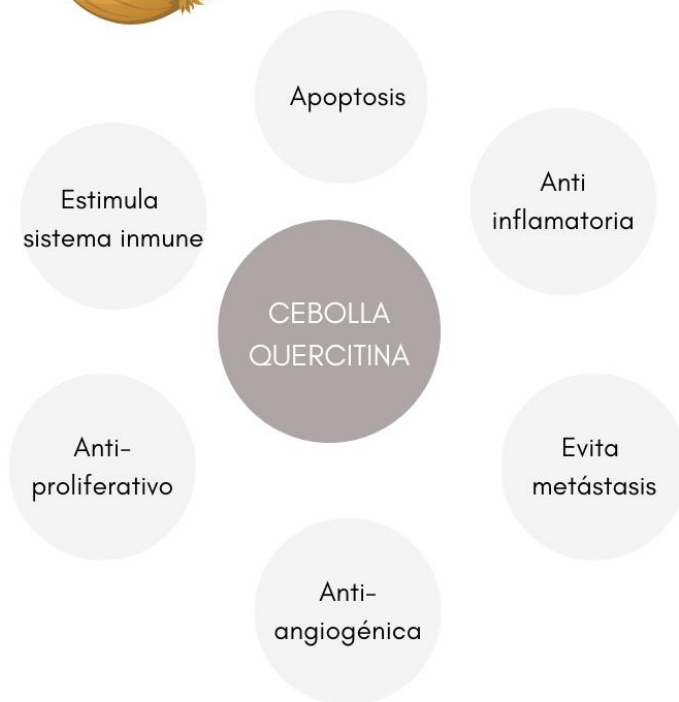 Apoptosis
Anti
inflamatoria
Estimula
sistema inmune
CEBOLLA
QUERCITINA
Anti-
proliferativo
Evita
metástasis
Anti-
angiogénica